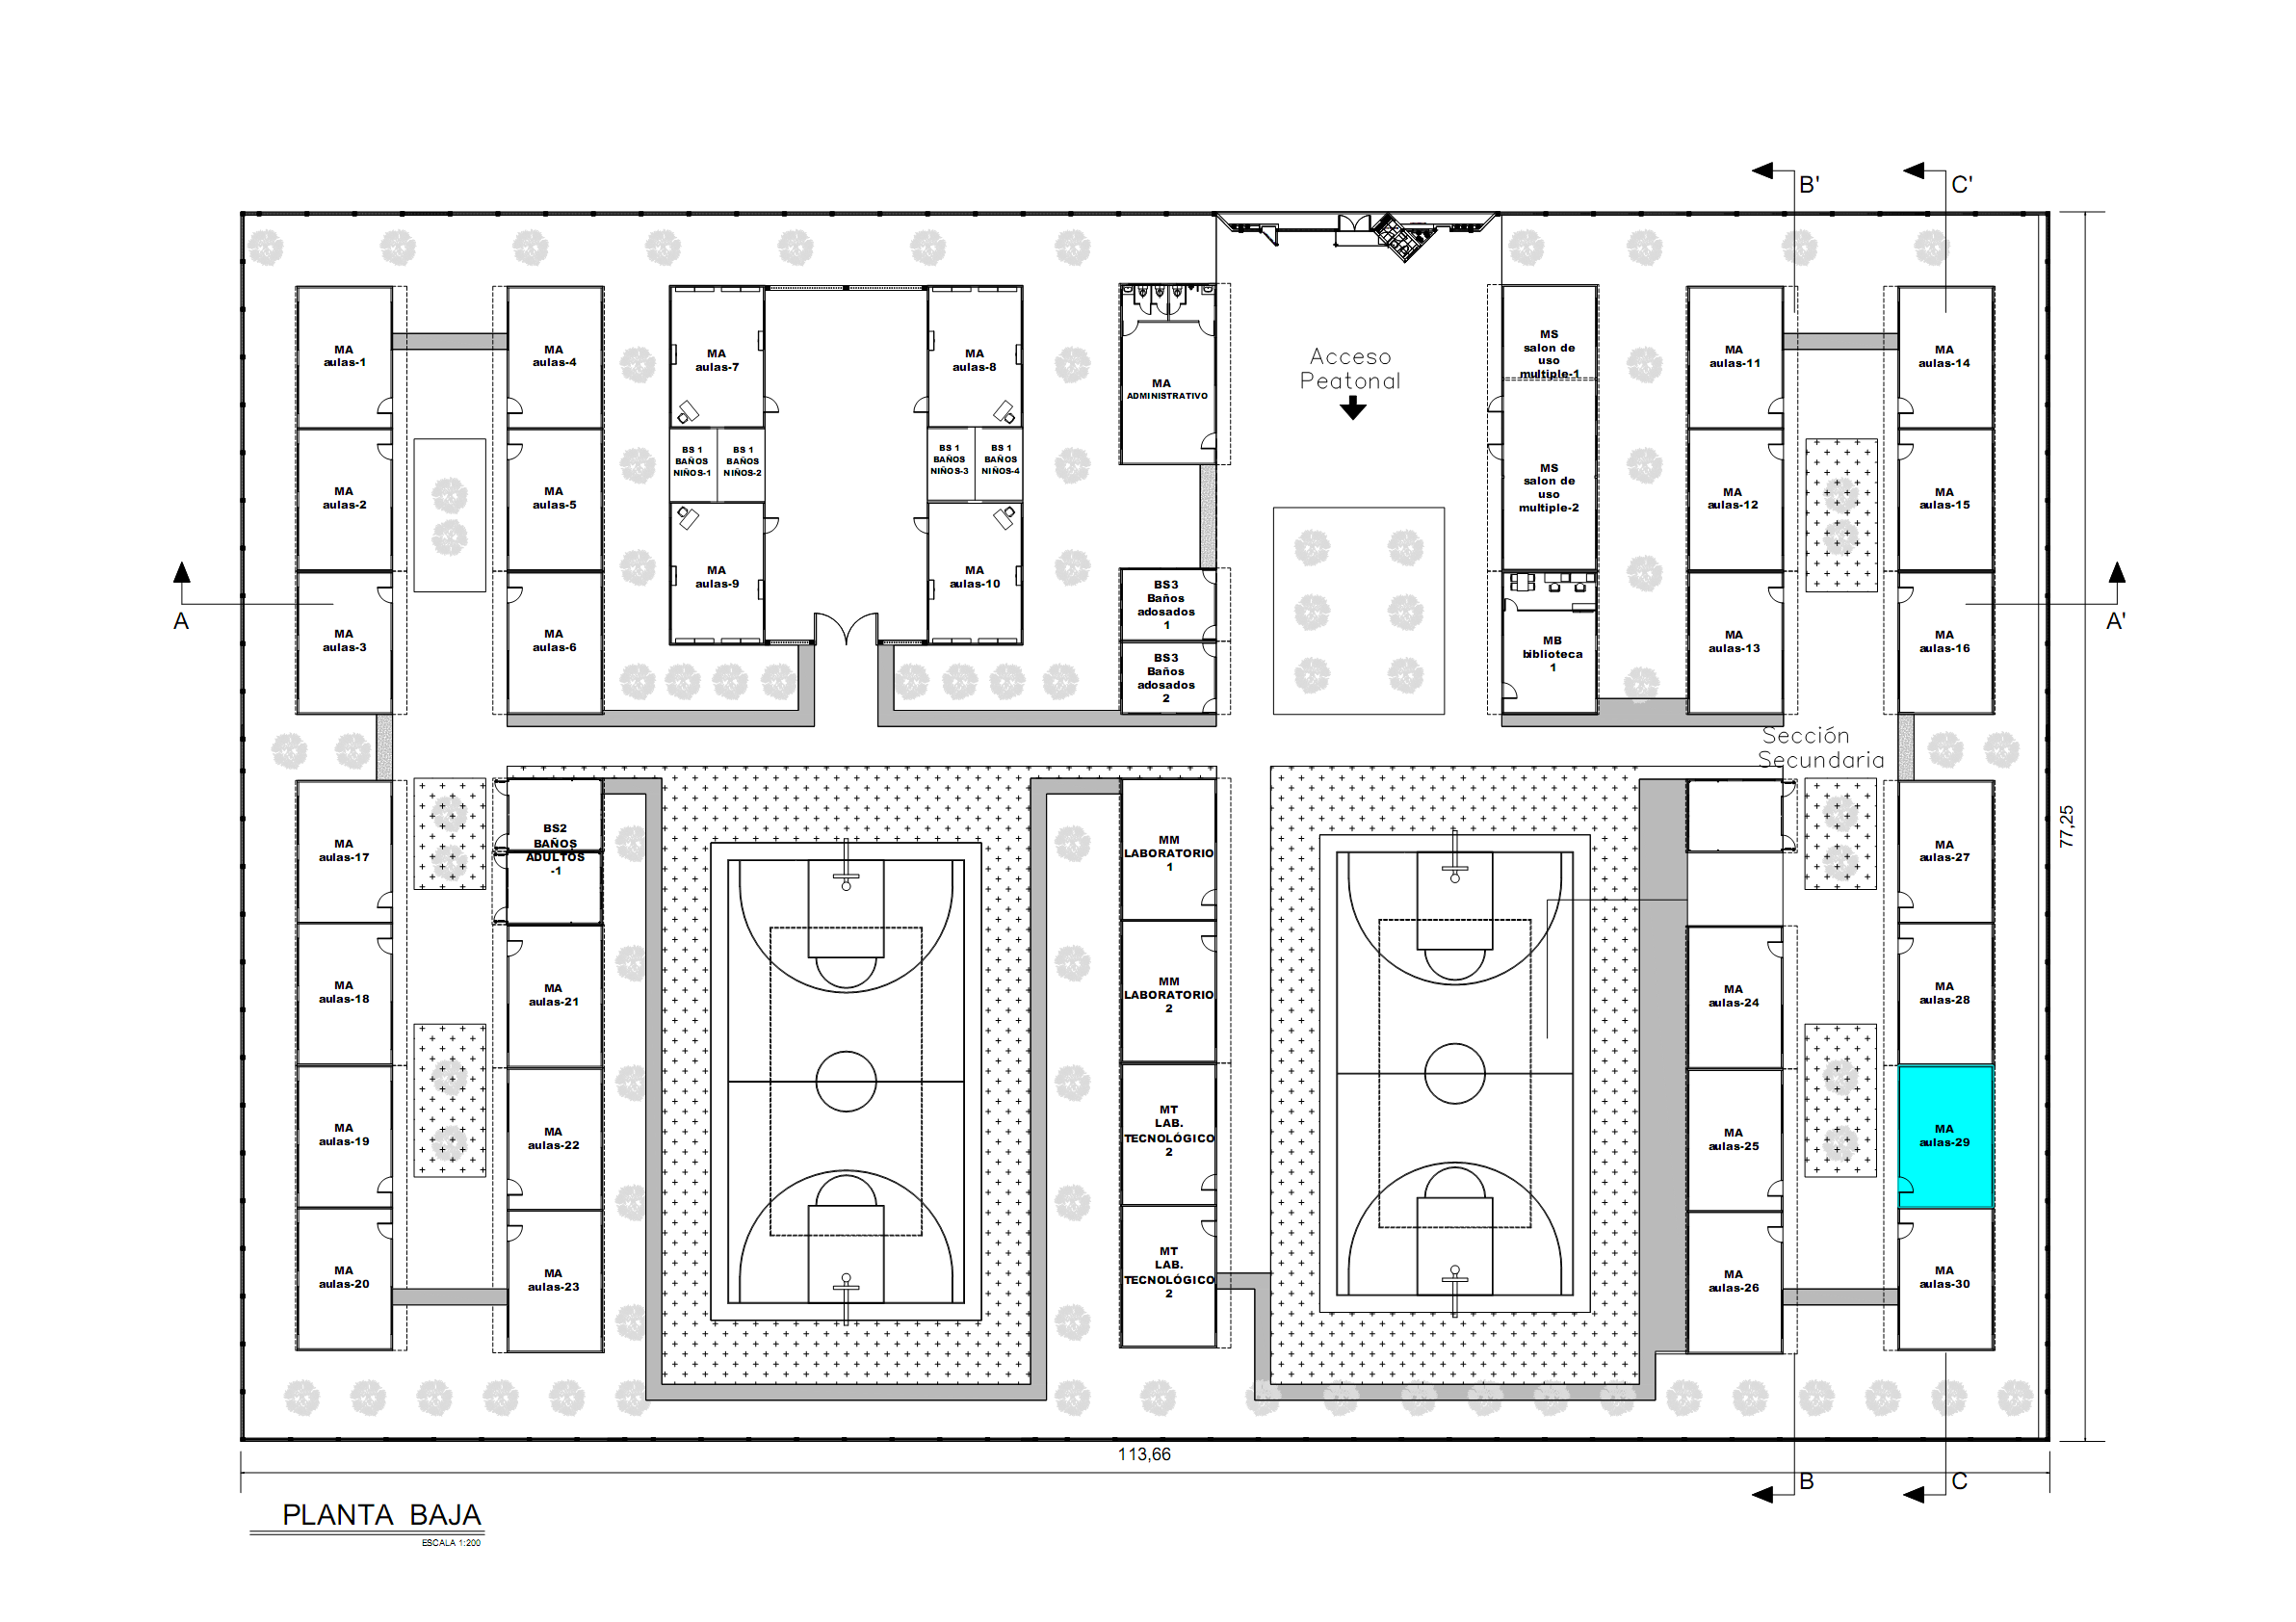 B'
C'
MA
aulas-1
MA
aulas-4
MA
aulas-7
MA
aulas-8
MA
ADMINISTRATIVO
Acceso
Peatonal
MS
salon de
uso
multiple-1
MA
aulas-11
MA
aulas-14
MA
aulas-2
MA
aulas-5
BS 1
BAÑOS
NIÑOS-1
BS 1
BAÑOS
NIÑOS-2
BS 1
BAÑOS
NIÑOS-3
BS 1
BAÑOS
NIÑOS-4
MS
salon de
uso
multiple-2
MA
aulas-12
MA
aulas-15
A
MA
aulas-3
MA
aulas-6
MA
aulas-9
MA
aulas-10
BS3
Baños
adosados
1
BS3
Baños
adosados
2
MB
biblioteca
1
MA
aulas-13
MA
aulas-16
A'
Sección
Secundaria
MA
aulas-17
BS2
BAÑOS
ADULTOS
-1
MM
LABORATORIO
1
MA
aulas-27
77,25
MA
aulas-18
MA
aulas-21
MM
LABORATORIO
2
MA
aulas-24
MA
aulas-28
MA
aulas-19
MA
aulas-22
MT
LAB.
TECNOLÓGICO
2
MA
aulas-25
MA
aulas-29
MA
aulas-20
MA
aulas-23
MT
LAB.
TECNOLÓGICO
2
MA
aulas-26
MA
aulas-30
113,66
B
C
PLANTA BAJA
ESCALA 1:200